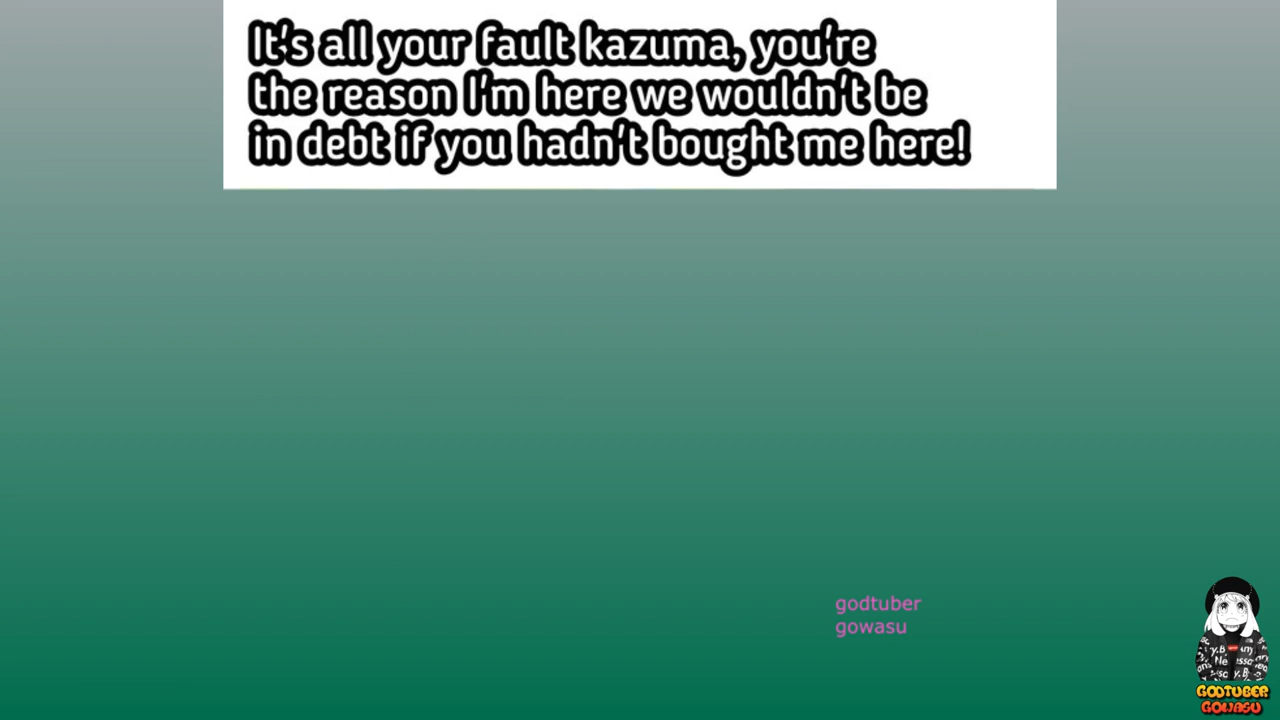 It's all your fault kazuma, you're
the reason I'm here we wouldn't be
in debt if you hadn't bought me here!
godtuber
gowasu
GODTUBER
GOWASU